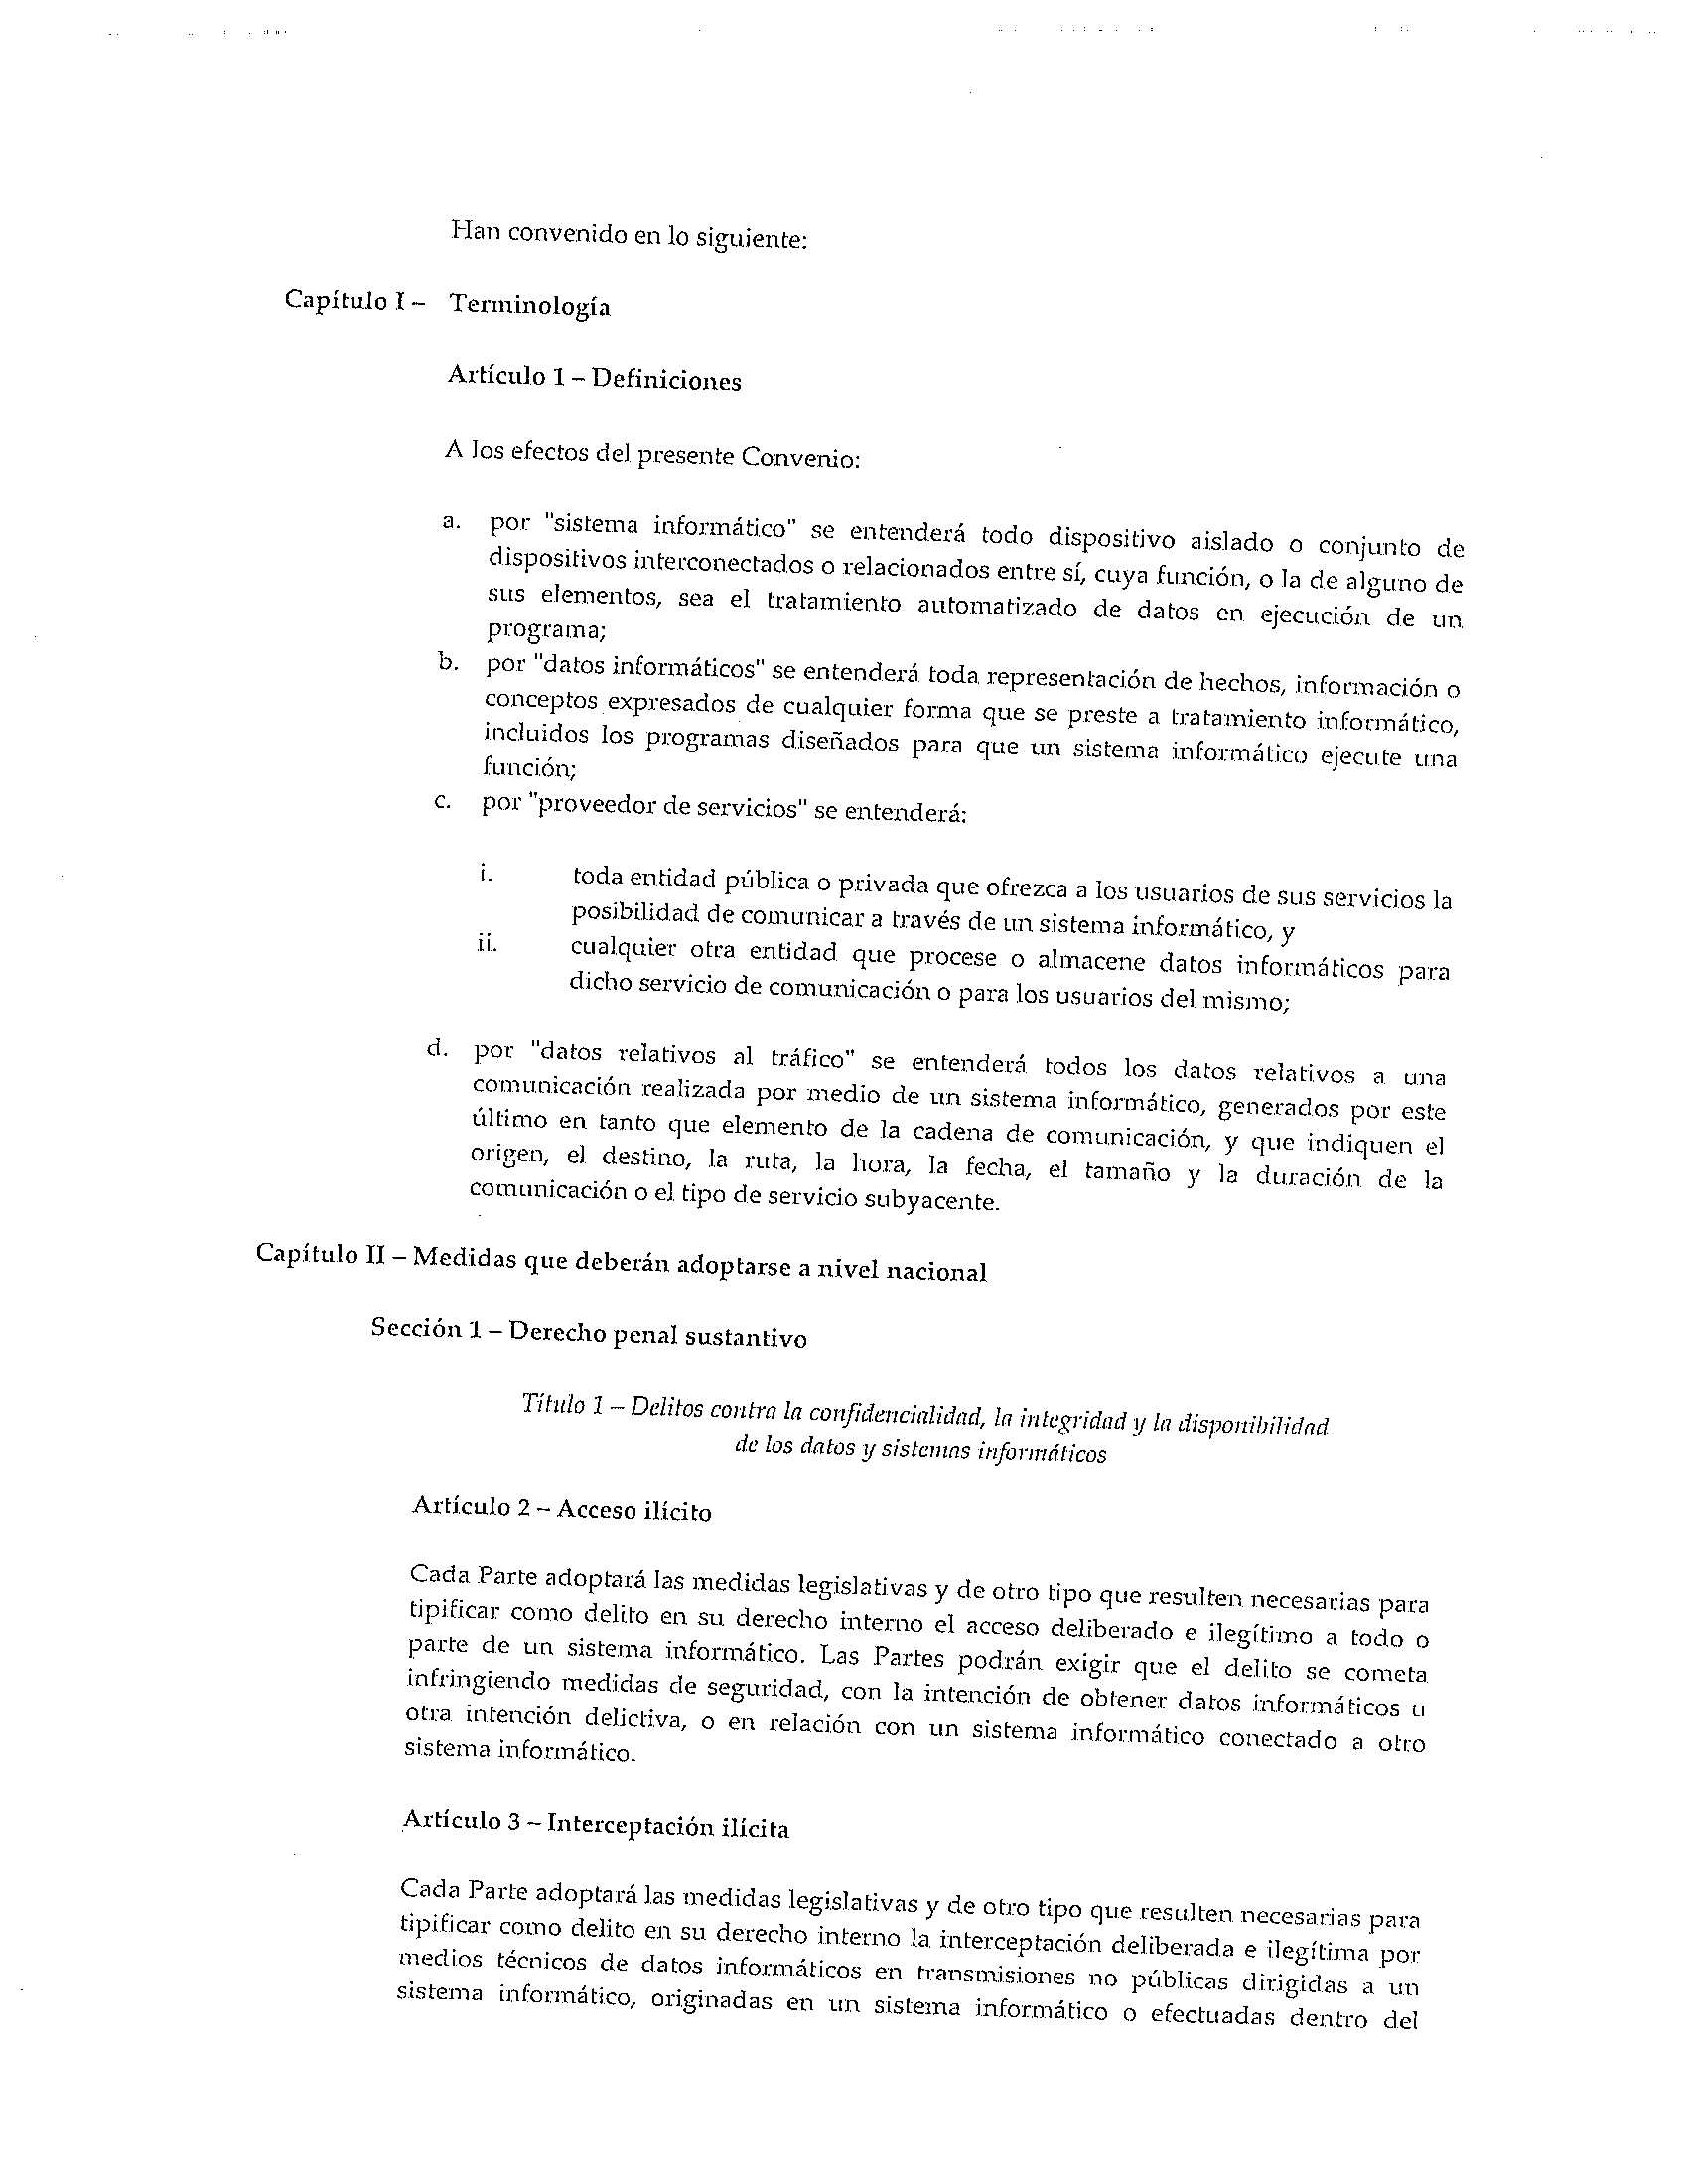 Han convenido en lo siguiente:
Capítulo I – Terminología
Artículo 1 – Definiciones
A los efectos del presente Convenio:
a. por "sistema informático" se entenderá todo dispositivo aislado o conjunto de
dispositivos interconectados o relacionados entre sí, cuya función, o la de alguno de
sus elementos, sea el tratamiento automatizado de datos en ejecución de un
programa;
b. por "datos informáticos" se entenderá toda representación de hechos, información o
conceptos expresados de cualquier forma que se preste a tratamiento informático,
incluidos los programas diseñados para que un sistema informático ejecute una
función;
c. por "proveedor de servicios" se entenderá:
i. toda entidad pública o privada que ofrezca a los usuarios de sus servicios la
posibilidad de comunicar a través de un sistema informático, y
ii. cualquier otra entidad que procese o almacene datos informáticos para
dicho servicio de comunicación o para los usuarios del mismo;
d. por "datos relativos al tráfico" se entenderá todos los datos relativos a una
comunicación realizada por medio de un sistema informático, generados por este
último en tanto que elemento de la cadena de comunicación, y que indiquen el
origen, el destino, la ruta, la hora, la fecha, el tamaño y la duración de la
comunicación o el tipo de servicio subyacente.
Capítulo II – Medidas que deberán adoptarse a nivel nacional
Sección 1 – Derecho penal sustantivo
Título 1 – Delitos contra la confidencialidad, la integridad y la disponibilidad
de los datos y sistemas informáticos
Artículo 2 – Acceso ilícito
Cada Parte adoptará las medidas legislativas y de otro tipo que resulten necesarias para
tipificar como delito en su derecho interno el acceso deliberado e ilegítimo a todo o
parte de un sistema informático. Las Partes podrán exigir que el delito se cometa
infringiendo medidas de seguridad, con la intención de obtener datos informáticos u
otra intención delictiva, o en relación con un sistema informático conectado a otro
sistema informático.
Artículo 3 – Interceptación ilícita
Cada Parte adoptará las medidas legislativas y de otro tipo que resulten necesarias para
tipificar como delito en su derecho interno la interceptación deliberada e ilegítima por
medios técnicos de datos informáticos en transmisiones no públicas dirigidas a un
sistema informático, originadas en un sistema informático o efectuadas dentro del